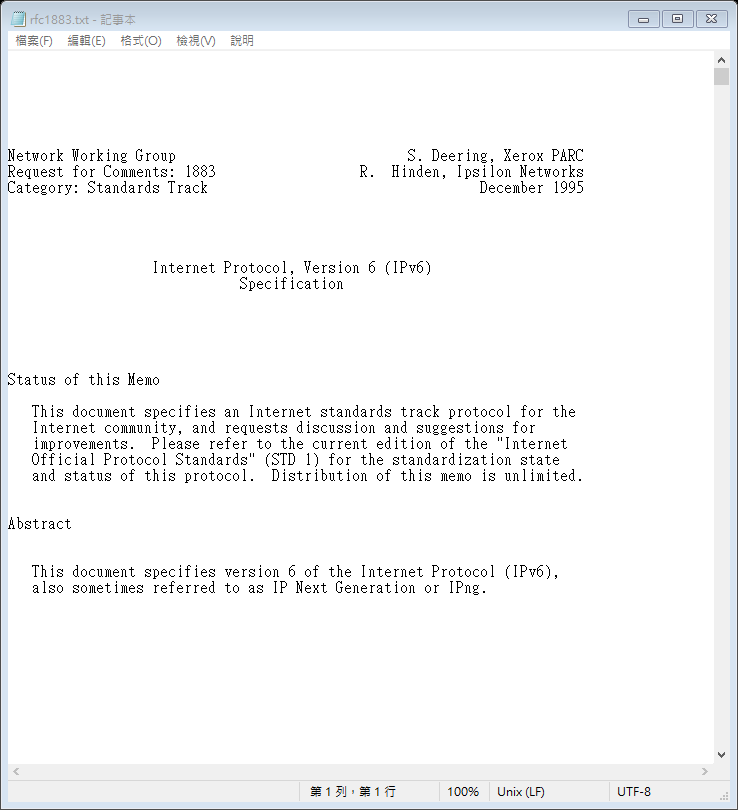 rfc1883.txt - 記事本
檔案(F) 編輯(E) 格式(O) 檢視(V) 說明
Network Working Group S. Deering, Xerox PARC
Request for Comments: 1883 R. Hinden, Ipsilon Networks
Category: Standards Track December 1995
Internet Protocol, Version 6 (IPv6)
Specification
Status of this Memo
This document specifies an Internet standards track protocol for the
Internet community, and requests discussion and suggestions for
improvements. Please refer to the current edition of the "Internet
Official Protocol Standards" (STD 1) for the standardization state
and status of this protocol. Distribution of this memo is unlimited.
Abstract
This document specifies version 6 of the Internet Protocol (IPv6),
also sometimes referred to as IP Next Generation or IPng.
第 1 列，第 1 行 100% Unix (LF) UTF-8